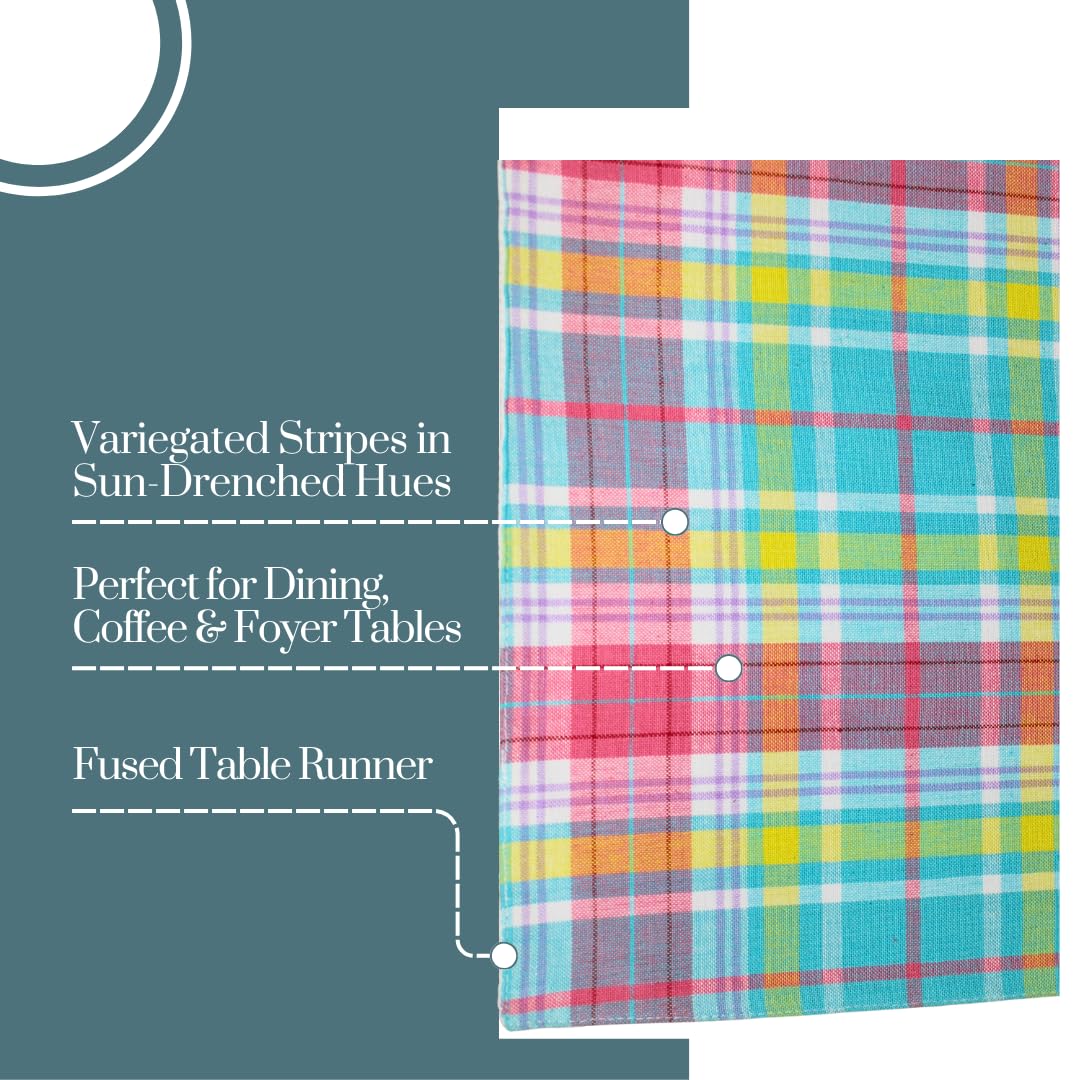 Variegated Stripes in
Sun-Drenched Hues
Perfect for Dining,
Coffee & Foyer Tables
Fused Table Runner